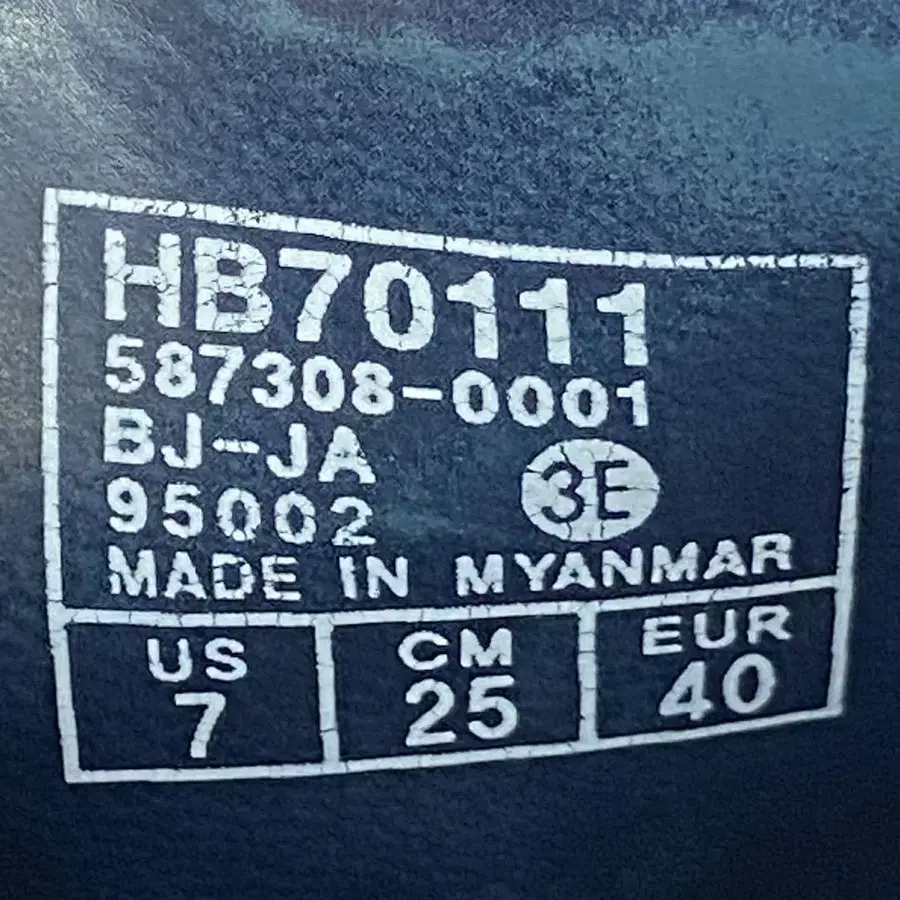 HB70111
587308-0001
BJ-JA
95002 3E
MADE IN MYANMAR
US CM EUR
7 25 40